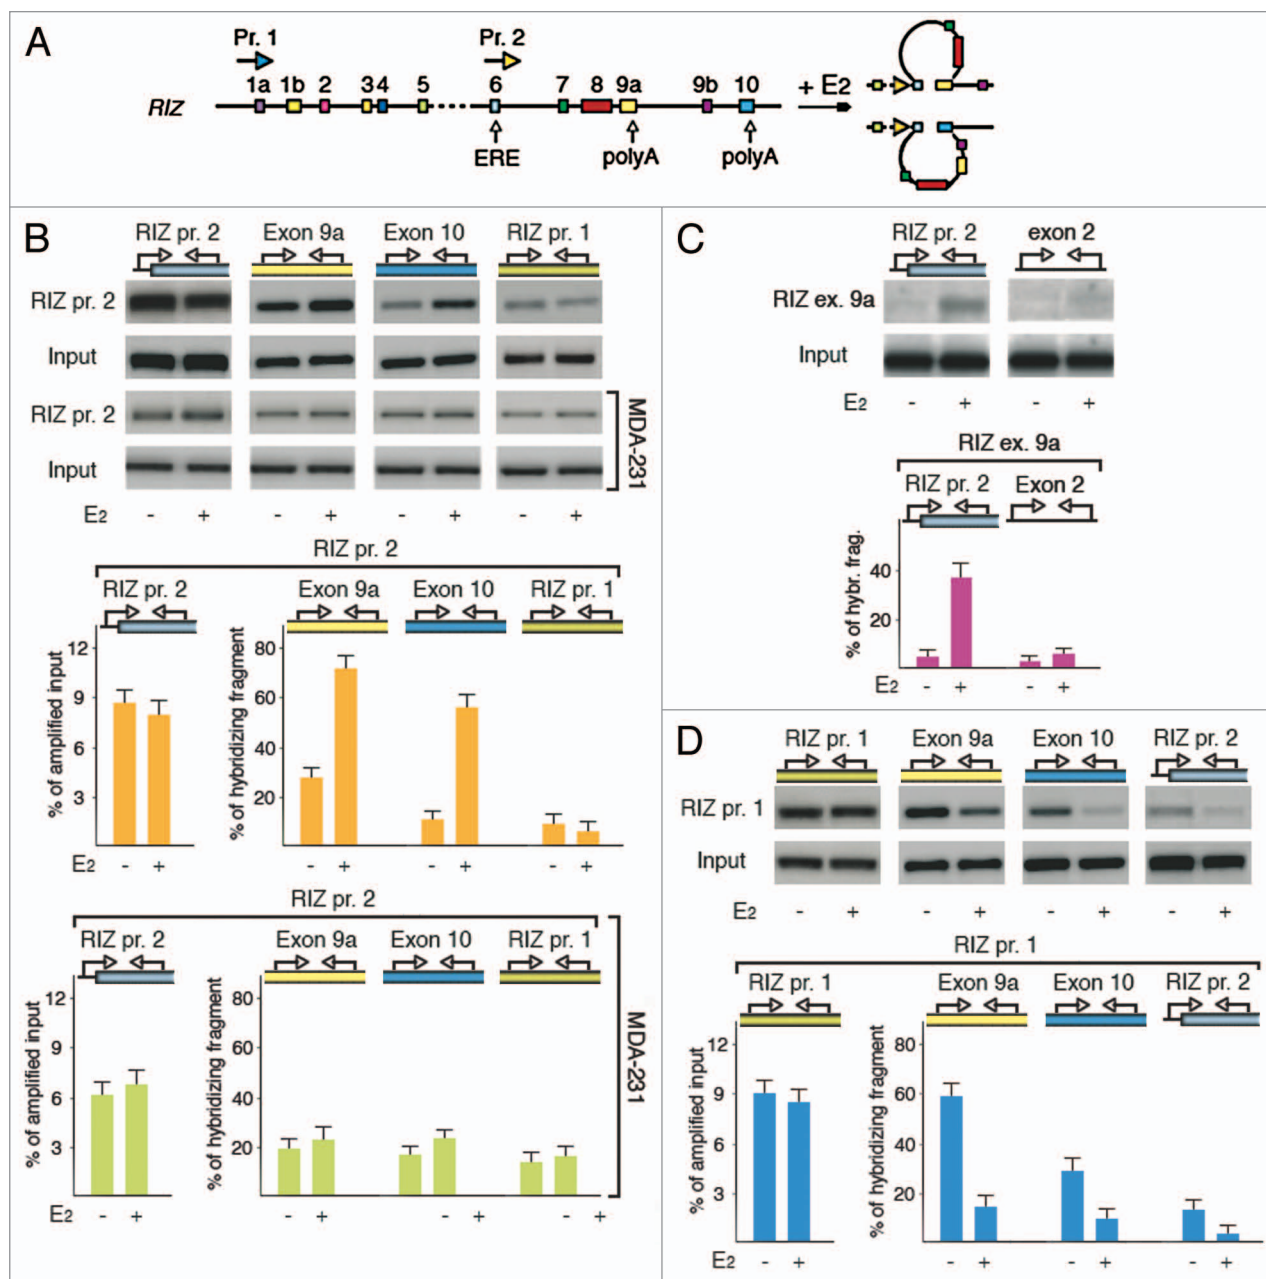 A
Pr. 1
Pr. 2
RIZ
1a 1b 2 3 4 5 6 7 8 9a 9b 10
+ E2
ERE
polyA
polyA
B
RIZ pr. 2 Exon 9a Exon 10 RIZ pr. 1
RIZ pr. 2
Input
RIZ pr. 2
Input
MDA-231
E2 - + - + - + - +
RIZ pr. 2
RIZ pr. 2 Exon 9a Exon 10 RIZ pr. 1
% of amplified input
12
9
6
3
% of hybridizing fragment
80
60
40
20
E2 - + - + - + - +
RIZ pr. 2
RIZ pr. 2 Exon 9a Exon 10 RIZ pr. 1
% of amplified input
12
9
6
3
% of hybridizing fragment
80
60
40
20
MDA-231
E2 - + - + - + - +
C
RIZ pr. 2 exon 2
RIZ ex. 9a
Input
E2 - + - +
RIZ ex. 9a
RIZ pr. 2 Exon 2
% of hybr. frag.
40
20
E2 - + - +
D
RIZ pr. 1 Exon 9a Exon 10 RIZ pr. 2
RIZ pr. 1
Input
E2 - + - + - + - +
RIZ pr. 1
RIZ pr. 1 Exon 9a Exon 10 RIZ pr. 2
% of amplified input
12
9
6
3
% of hybridizing fragment
80
60
40
20
E2 - + - + - + - +